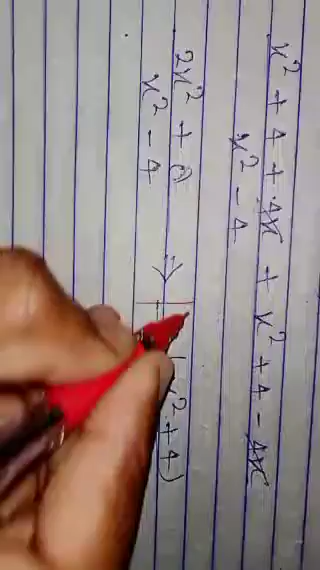 x² + 4 + 4x + x² + 4 - 4x
x² - 4
2x² + 8 ⇒ (x² + 4)
x² - 4